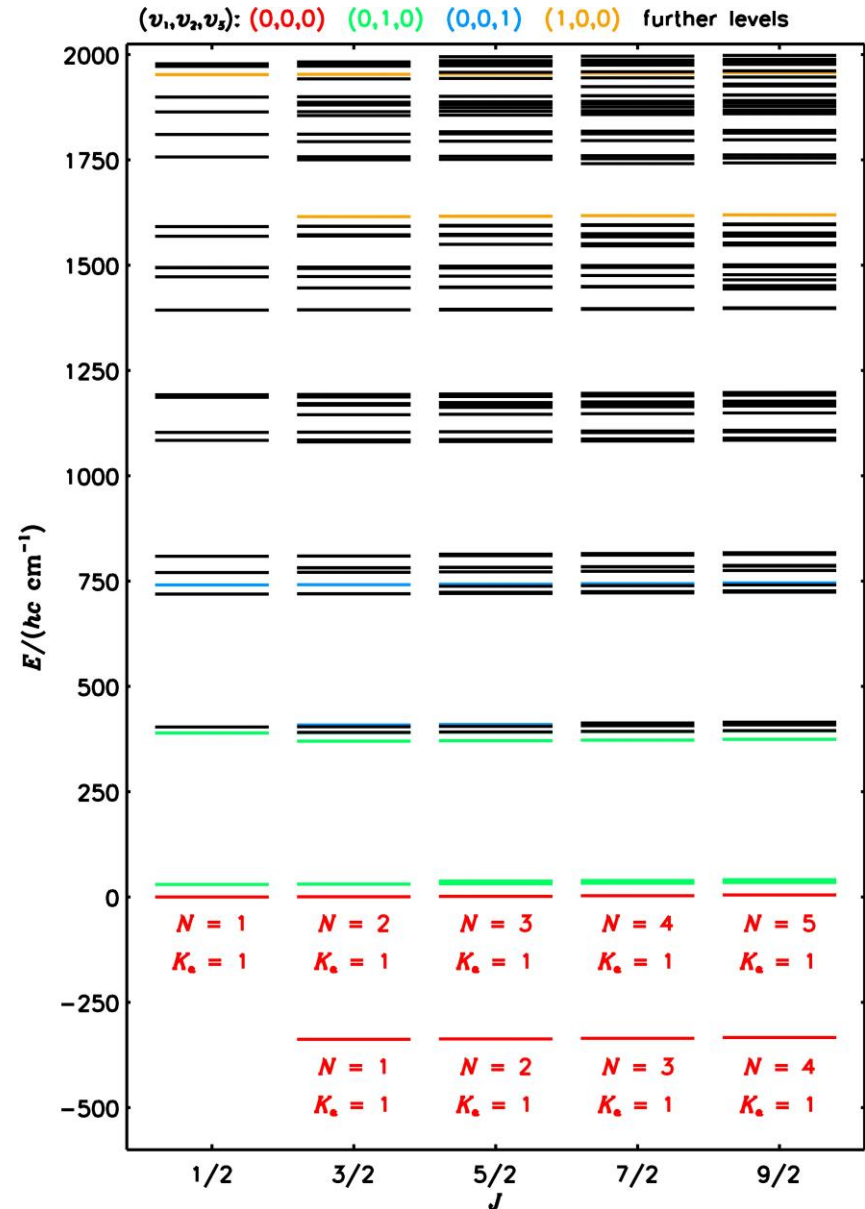 (v₁,v₂,v₃): (0,0,0) (0,1,0) (0,0,1) (1,0,0) further levels
2000
1750
1500
1250
1000
750
500
250
0
−250
−500
E/(hc cm⁻¹)
N = 1 N = 2 N = 3 N = 4 N = 5
Kₐ = 1 Kₐ = 1 Kₐ = 1 Kₐ = 1 Kₐ = 1
N = 1 N = 2 N = 3 N = 4
Kₐ = 1 Kₐ = 1 Kₐ = 1 Kₐ = 1
1/2 3/2 5/2 7/2 9/2
J